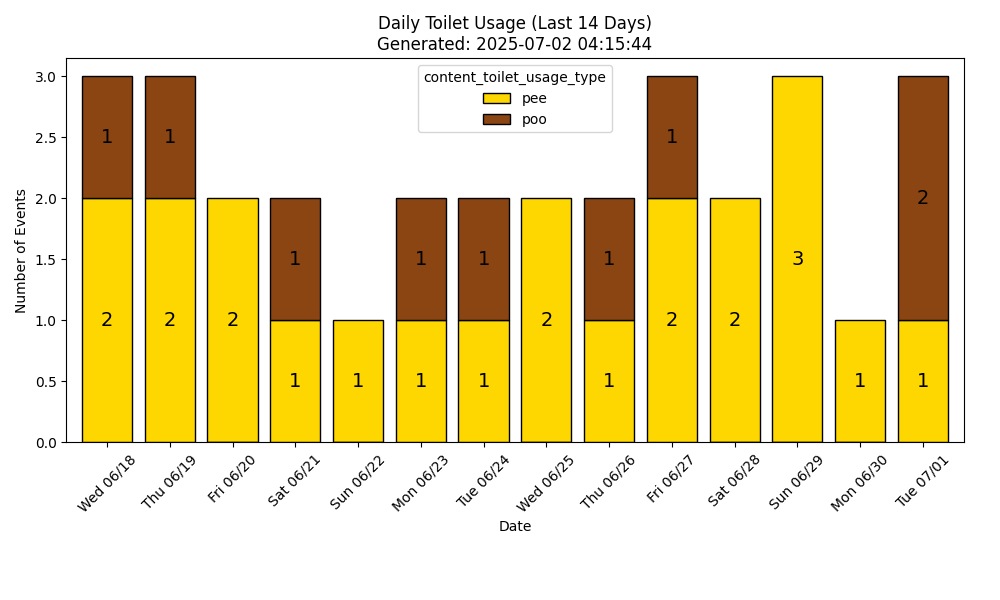 Daily Toilet Usage (Last 14 Days)
Generated: 2025-07-02 04:15:44
content_toilet_usage_type
pee
poo
Number of Events
3.0
2.5
2.0
1.5
1.0
0.5
0.0
1 1 1 2
1 1 1 1
2 2 2 1 1 1 1 2 1 2 2 3 1 1
Wed 06/18
Thu 06/19
Fri 06/20
Sat 06/21
Sun 06/22
Mon 06/23
Tue 06/24
Wed 06/25
Thu 06/26
Fri 06/27
Sat 06/28
Sun 06/29
Mon 06/30
Tue 07/01
Date